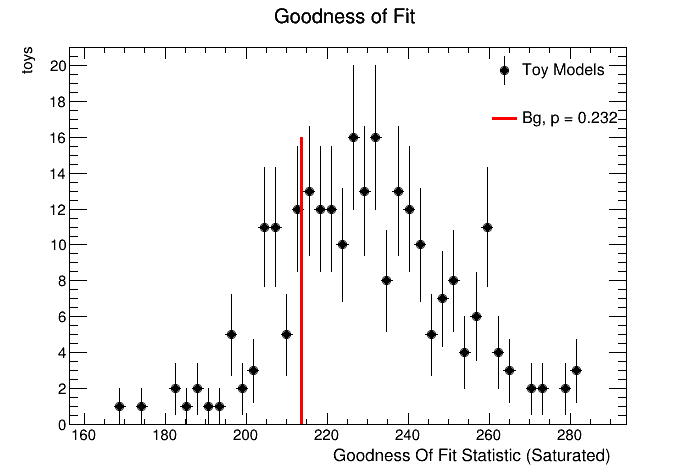 Goodness of Fit
toys
20
18
16
14
12
10
8
6
4
2
0
Toy Models
Bg, p = 0.232
160 180 200 220 240 260 280
Goodness Of Fit Statistic (Saturated)